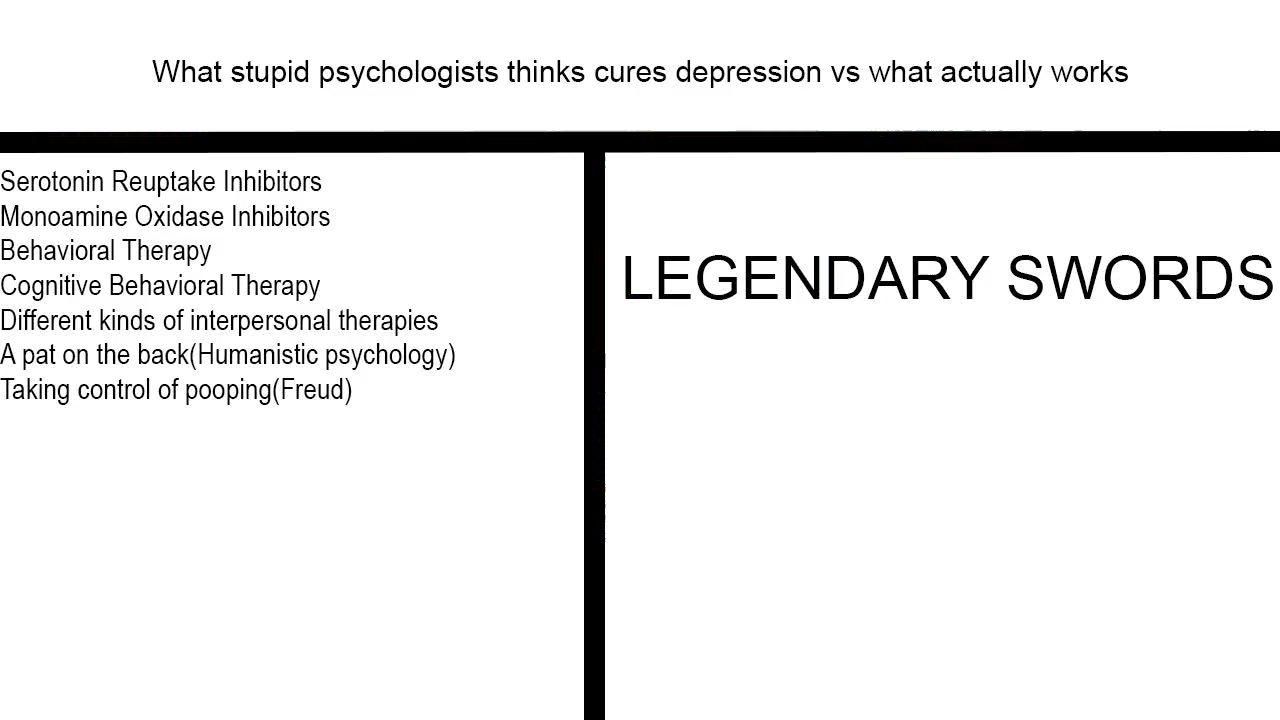 What stupid psychologists thinks cures depression vs what actually works
Serotonin Reuptake Inhibitors
Monoamine Oxidase Inhibitors
Behavioral Therapy
Cognitive Behavioral Therapy
Different kinds of interpersonal therapies
A pat on the back(Humanistic psychology)
Taking control of pooping(Freud)
LEGENDARY SWORDS